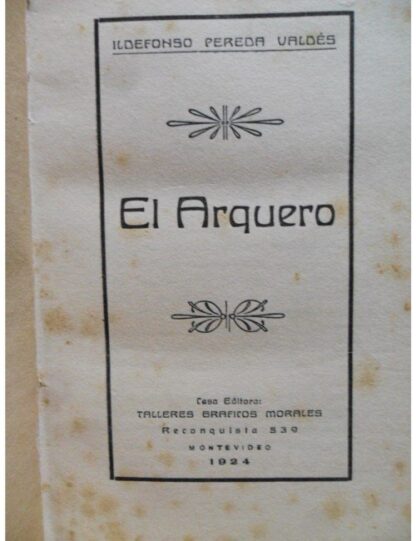 ILDEFONSO PEREDA VALDÉS
El Arquero
Casa Editora:
TALLERES GRAFICOS MORALES
Reconquista 539
MONTEVIDEO
1924